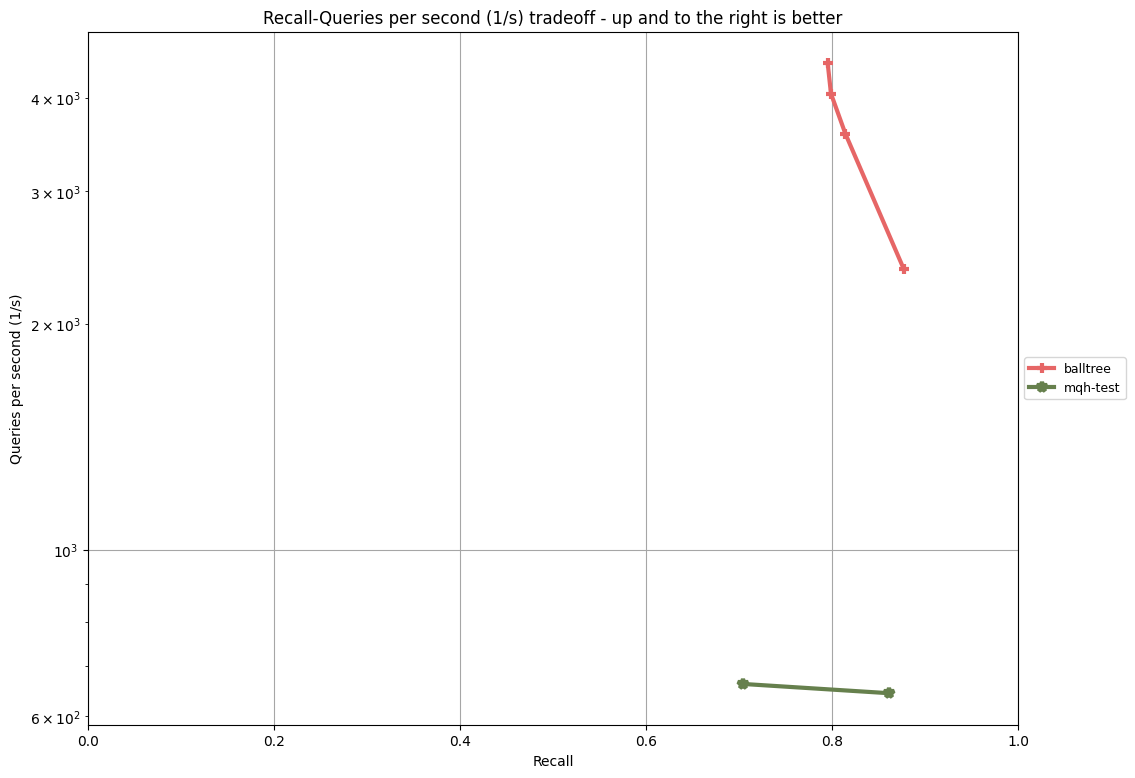 Recall-Queries per second (1/s) tradeoff - up and to the right is better
Queries per second (1/s)
4 × 10³
3 × 10³
2 × 10³
10³
6 × 10²
0.0 0.2 0.4 0.6 0.8 1.0
Recall
balltree
mqh-test